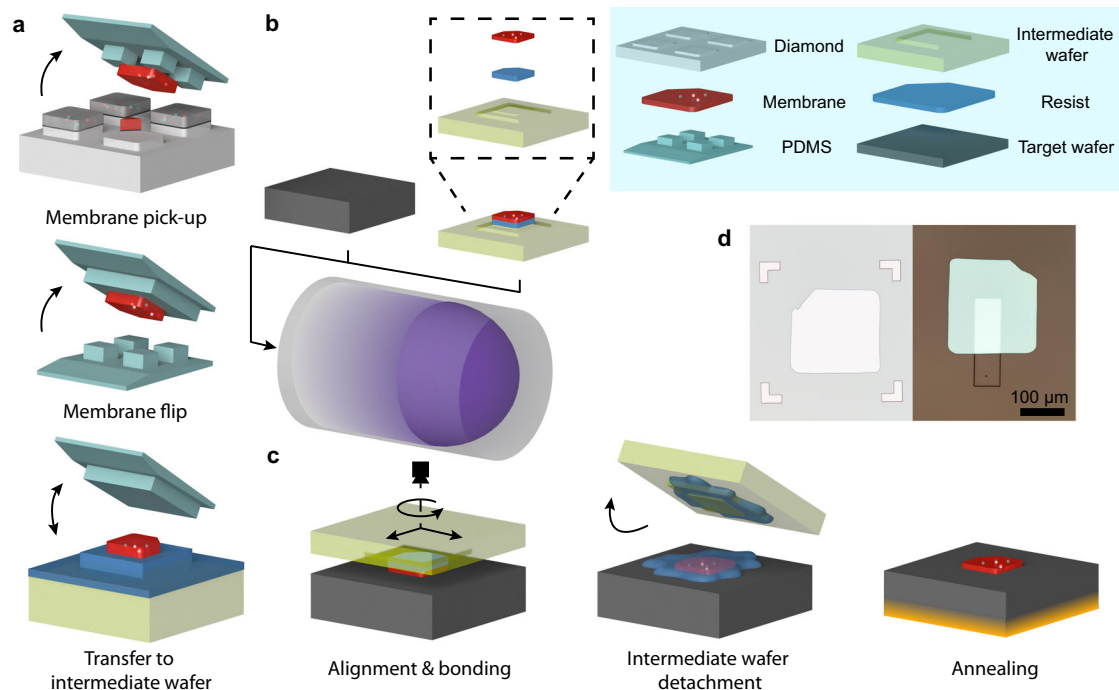 a
Membrane pick-up
Membrane flip
Transfer to
intermediate wafer
b
Diamond
Intermediate
wafer
Membrane
Resist
PDMS
Target wafer
d
100 µm
c
Alignment & bonding
Intermediate wafer
detachment
Annealing